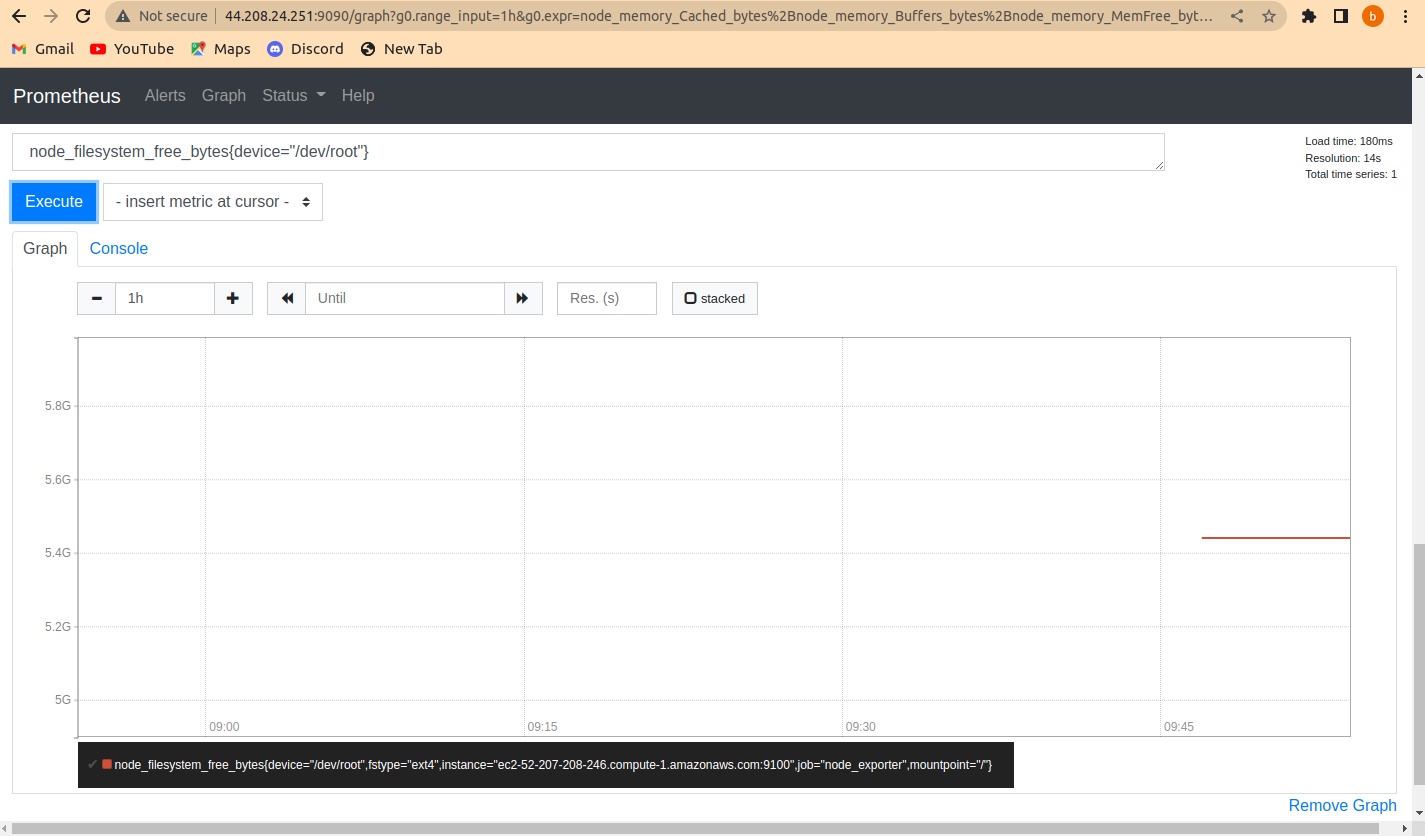 Not secure 44.208.24.251:9090/graph?g0.range_input=1h&g0.expr=node_memory_Cached_bytes%2Bnode_memory_Buffers_bytes%2Bnode_memory_MemFree_byt...
b
Gmail YouTube Maps Discord New Tab
Prometheus Alerts Graph Status Help
node_filesystem_free_bytes{device="/dev/root"}
Load time: 180ms
Resolution: 14s
Total time series: 1
Execute - insert metric at cursor -
Graph Console
1h Until Res. (s) stacked
5.8G
5.6G
5.4G
5.2G
5G
09:00 09:15 09:30 09:45
node_filesystem_free_bytes{device="/dev/root",fstype="ext4",instance="ec2-52-207-208-246.compute-1.amazonaws.com:9100",job="node_exporter",mountpoint="/"}
Remove Graph